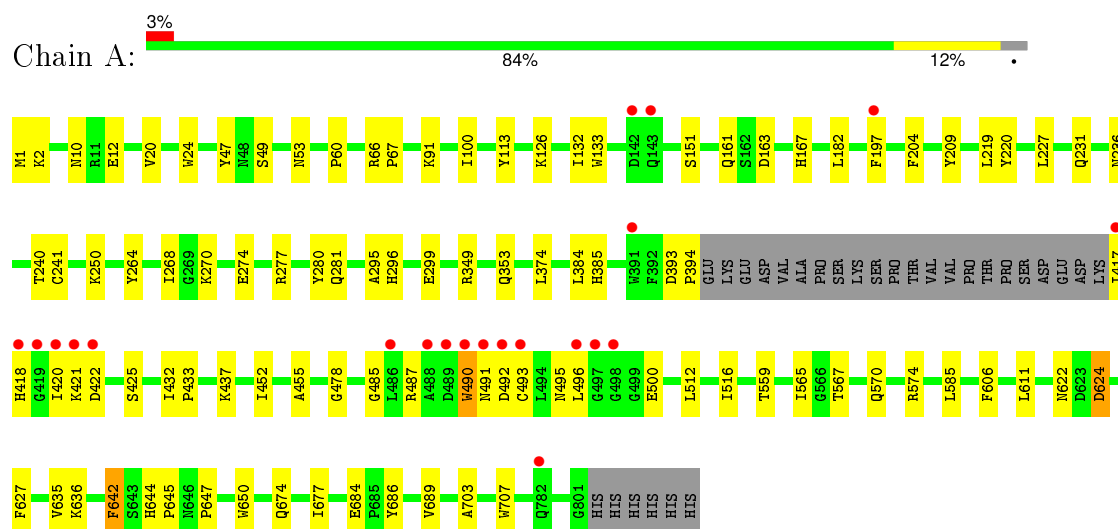 3%
Chain A:
84% 12% •
M1 K2 N10 R11 E12 V20 W24 Y47 N48 S49 N53 P60 R66 P67 K91 I100 Y113 K126 I132 W133 D142 Q143 S151 Q161 S162 D163 H167 L182 F197 F204 Y209 L219 Y220 L227 Q231 N236
T240 C241 K250 Y264 I268 G269 K270 E274 R277 Y280 Q281 A295 H296 E299 R349 Q353 L374 L384 H385 W391 F392 D393 P394 GLU LYS GLU ASP VAL ALA PRO SER LYS SER PRO THR VAL VAL PRO THR PRO SER ASP GLU ASP LYS I417
H418 G419 I420 K421 D422 S425 I432 P433 K437 I452 A455 G478 G485 L486 R487 A488 D489 W490 N491 D492 C493 L494 N495 L496 G497 G498 G499 E500 L512 I516 T559 I565 G566 T567 Q570 R574 L585 F606 L611 N622 D623 D624
F627 V635 K636 F642 S643 H644 P645 N646 P647 W650 Q674 I677 E684 P685 Y686 V689 A703 W707 Q782 G801 HIS HIS HIS HIS HIS HIS